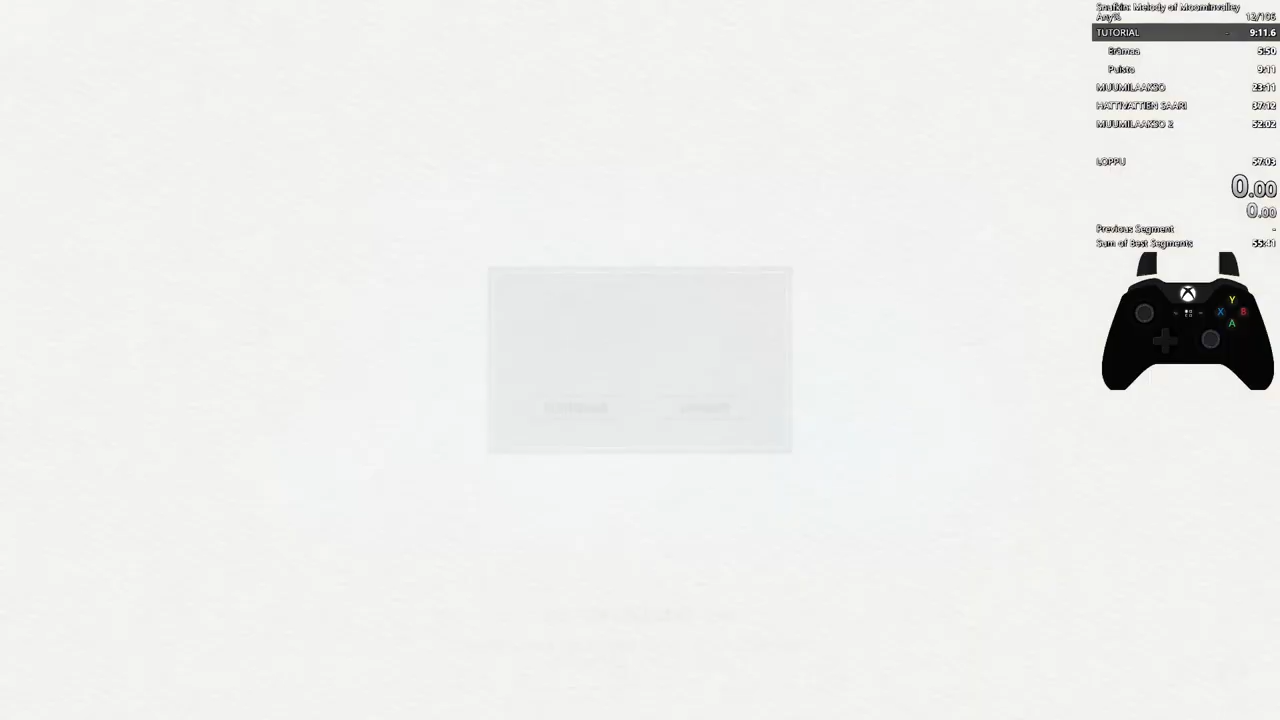 Snufkin: Melody of Moominvalley
Any% 12/106
TUTORIAL - 9:11.6
Erämaa 5:50
Puisto 9:11
MUUMILAAKSO 23:11
HATTIVATTIEN SAARI 37:12
MUUMILAAKSO 2 52:02
LOPPU 57:03
0.00
0.00
Previous Segment -
Sum of Best Segments 55:41
Y
X B
A